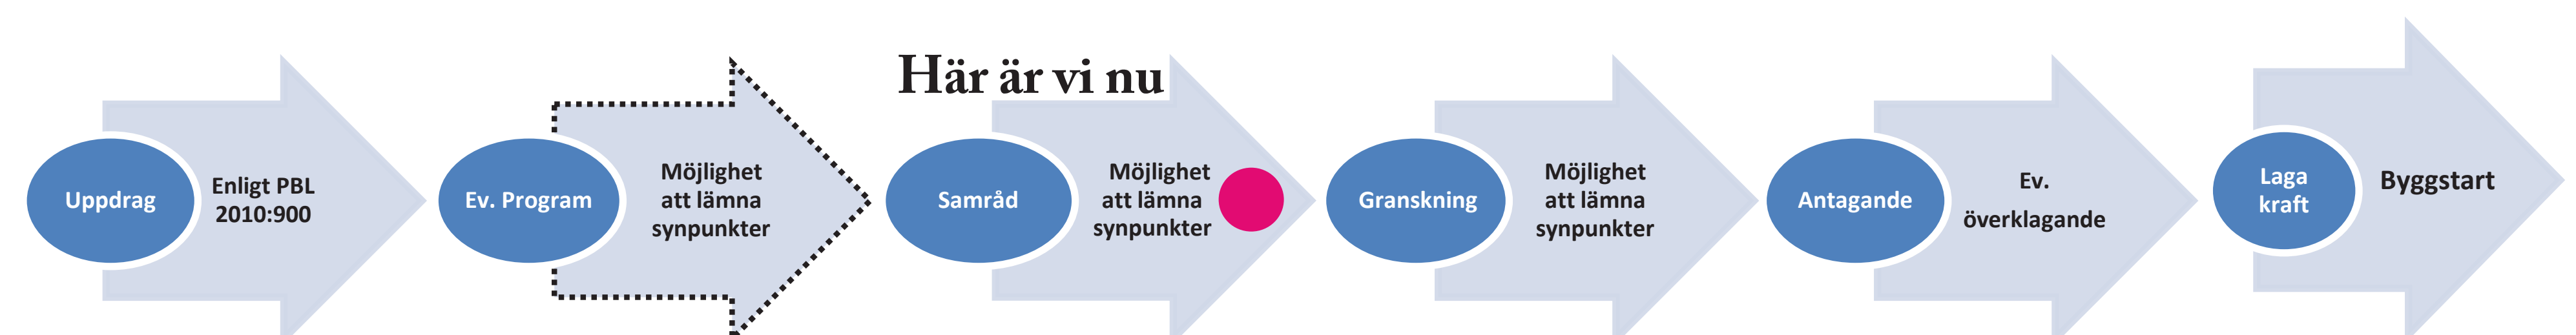 Här är vi nu
Uppdrag
Enligt PBL
2010:900
Ev. Program
Möjlighet
att lämna
synpunkter
Samråd
Möjlighet
att lämna
synpunkter
Granskning
Möjlighet
att lämna
synpunkter
Antagande
Ev.
överklagande
Laga
kraft
Byggstart